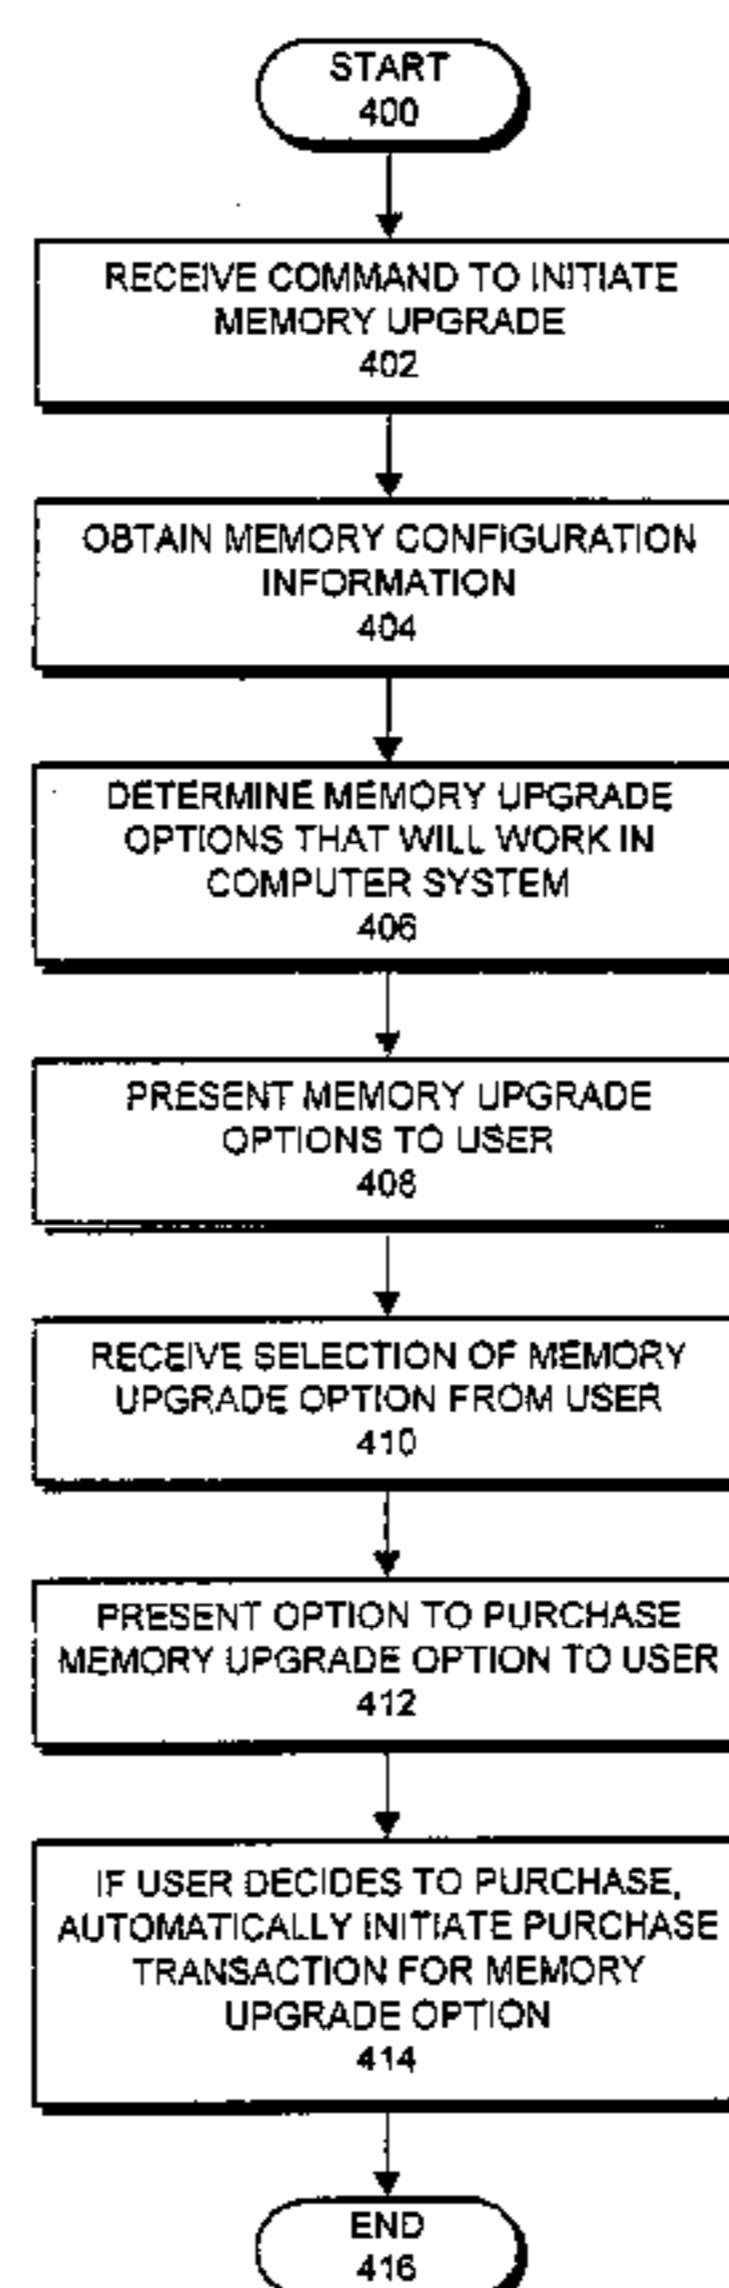 START
400
RECEIVE COMMAND TO INITIATE
MEMORY UPGRADE
402
OBTAIN MEMORY CONFIGURATION
INFORMATION
404
DETERMINE MEMORY UPGRADE
OPTIONS THAT WILL WORK IN
COMPUTER SYSTEM
406
PRESENT MEMORY UPGRADE
OPTIONS TO USER
408
RECEIVE SELECTION OF MEMORY
UPGRADE OPTION FROM USER
410
PRESENT OPTION TO PURCHASE
MEMORY UPGRADE OPTION TO USER
412
IF USER DECIDES TO PURCHASE,
AUTOMATICALLY INITIATE PURCHASE
TRANSACTION FOR MEMORY
UPGRADE OPTION
414
END
416